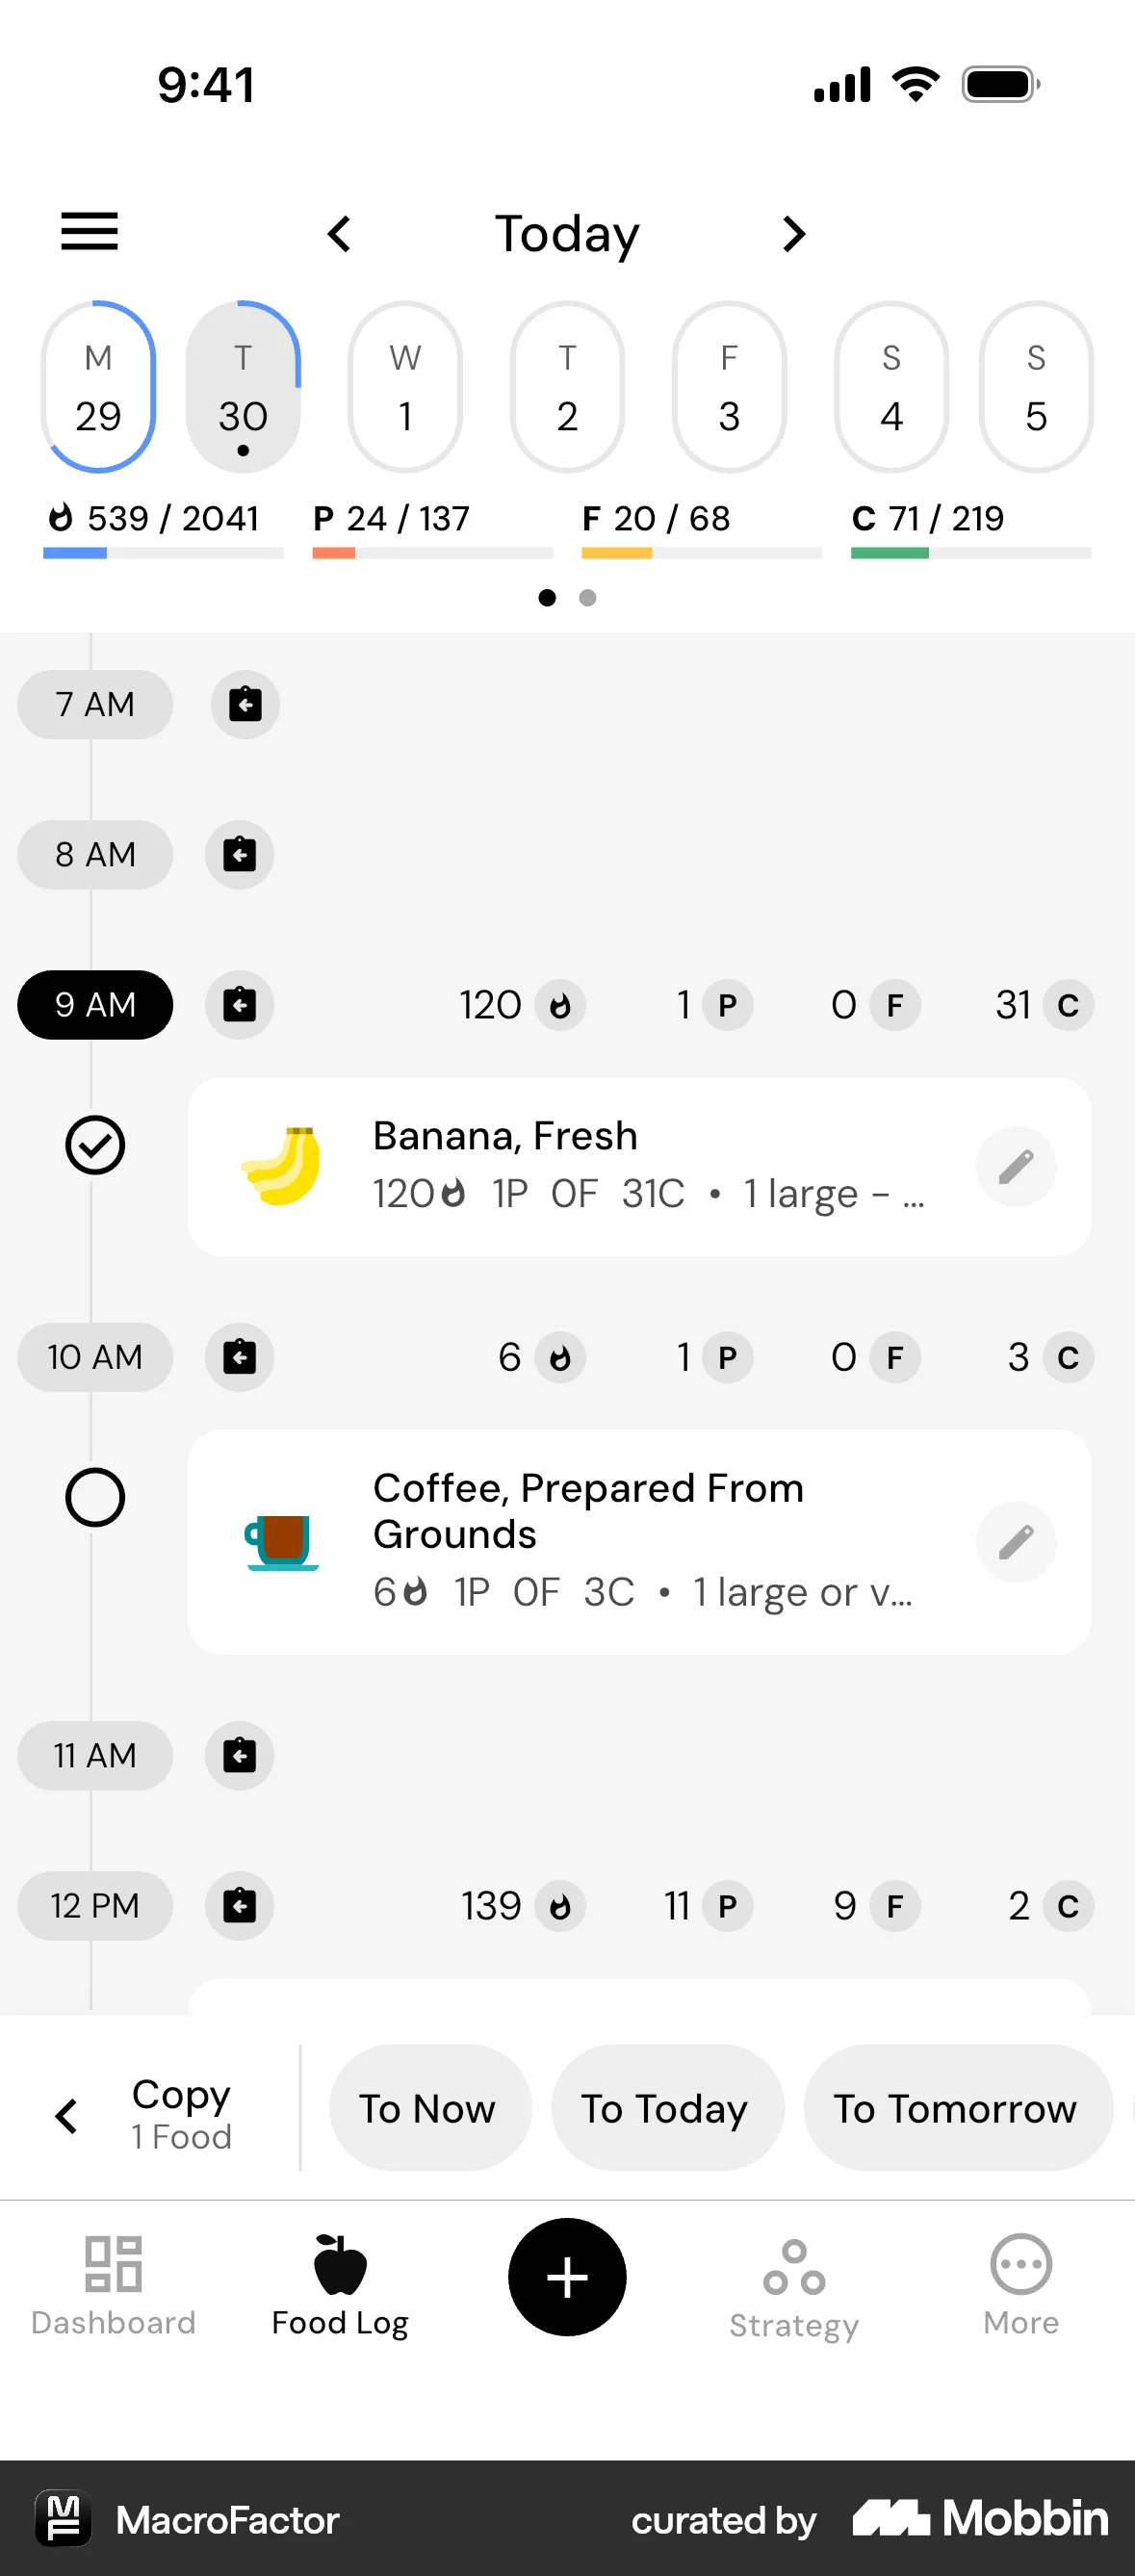 9:41
Today
M T W T F S S
29 30 1 2 3 4 5
539 / 2041 P 24 / 137 F 20 / 68 C 71 / 219
7 AM
8 AM
9 AM 120 1 P 0 F 31 C
Banana, Fresh
120 1P 0F 31C • 1 large - ...
10 AM 6 1 P 0 F 3 C
Coffee, Prepared From
Grounds
6 1P 0F 3C • 1 large or v...
11 AM
12 PM 139 11 P 9 F 2 C
Copy
1 Food
To Now To Today To Tomorrow
Dashboard Food Log Strategy More
MacroFactor curated by Mobbin